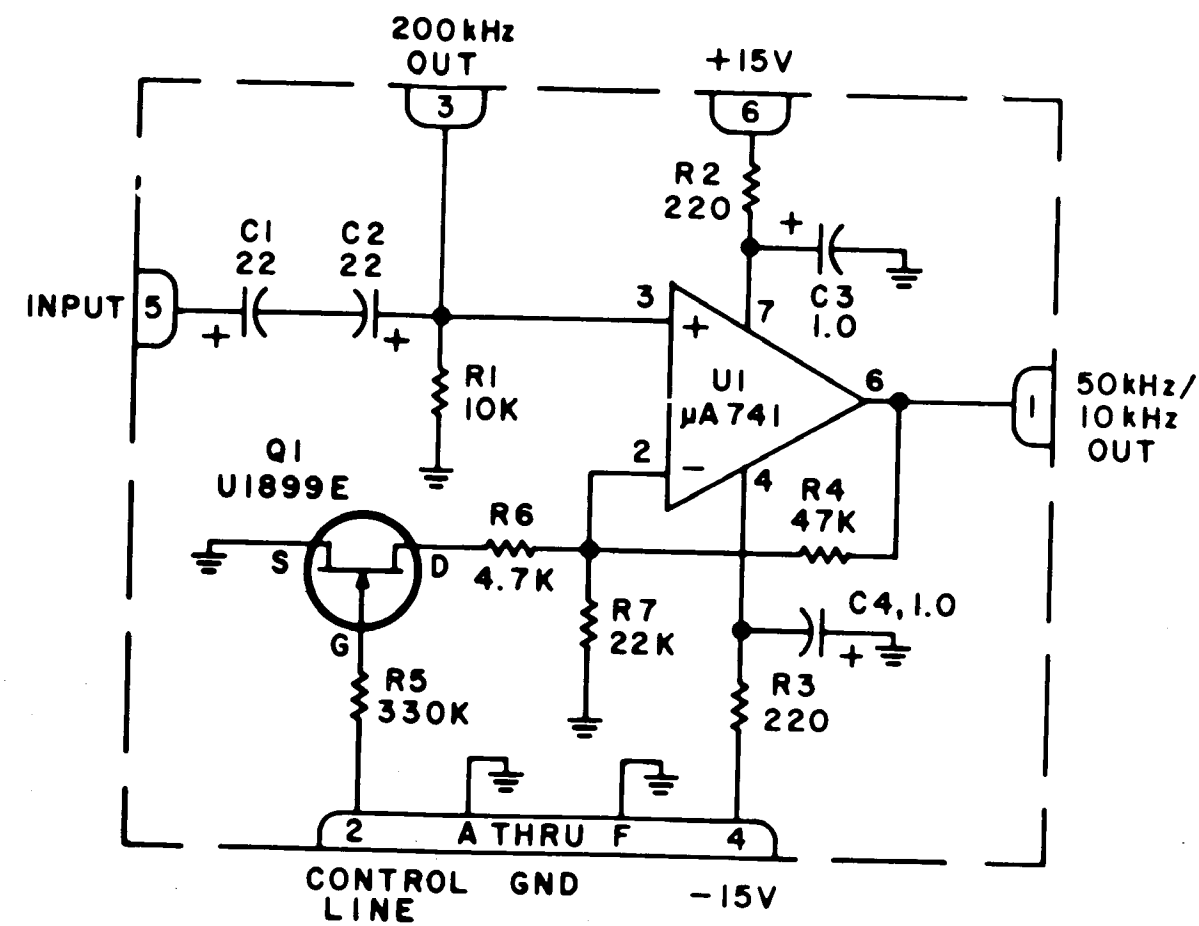 200kHz
OUT
3
+15V
6
R2
220
+
C3
1.0
C1
22
C2
22
INPUT
5
+
+
R1
10K
3
+
7
U1
μA741
6
2
−
4
1
50kHz/
10kHz
OUT
Q1
U1899E
S
D
G
R6
4.7K
R4
47K
R7
22K
C4, 1.0
+
R5
330K
R3
220
2
A THRU F
4
CONTROL
LINE
GND
−15V